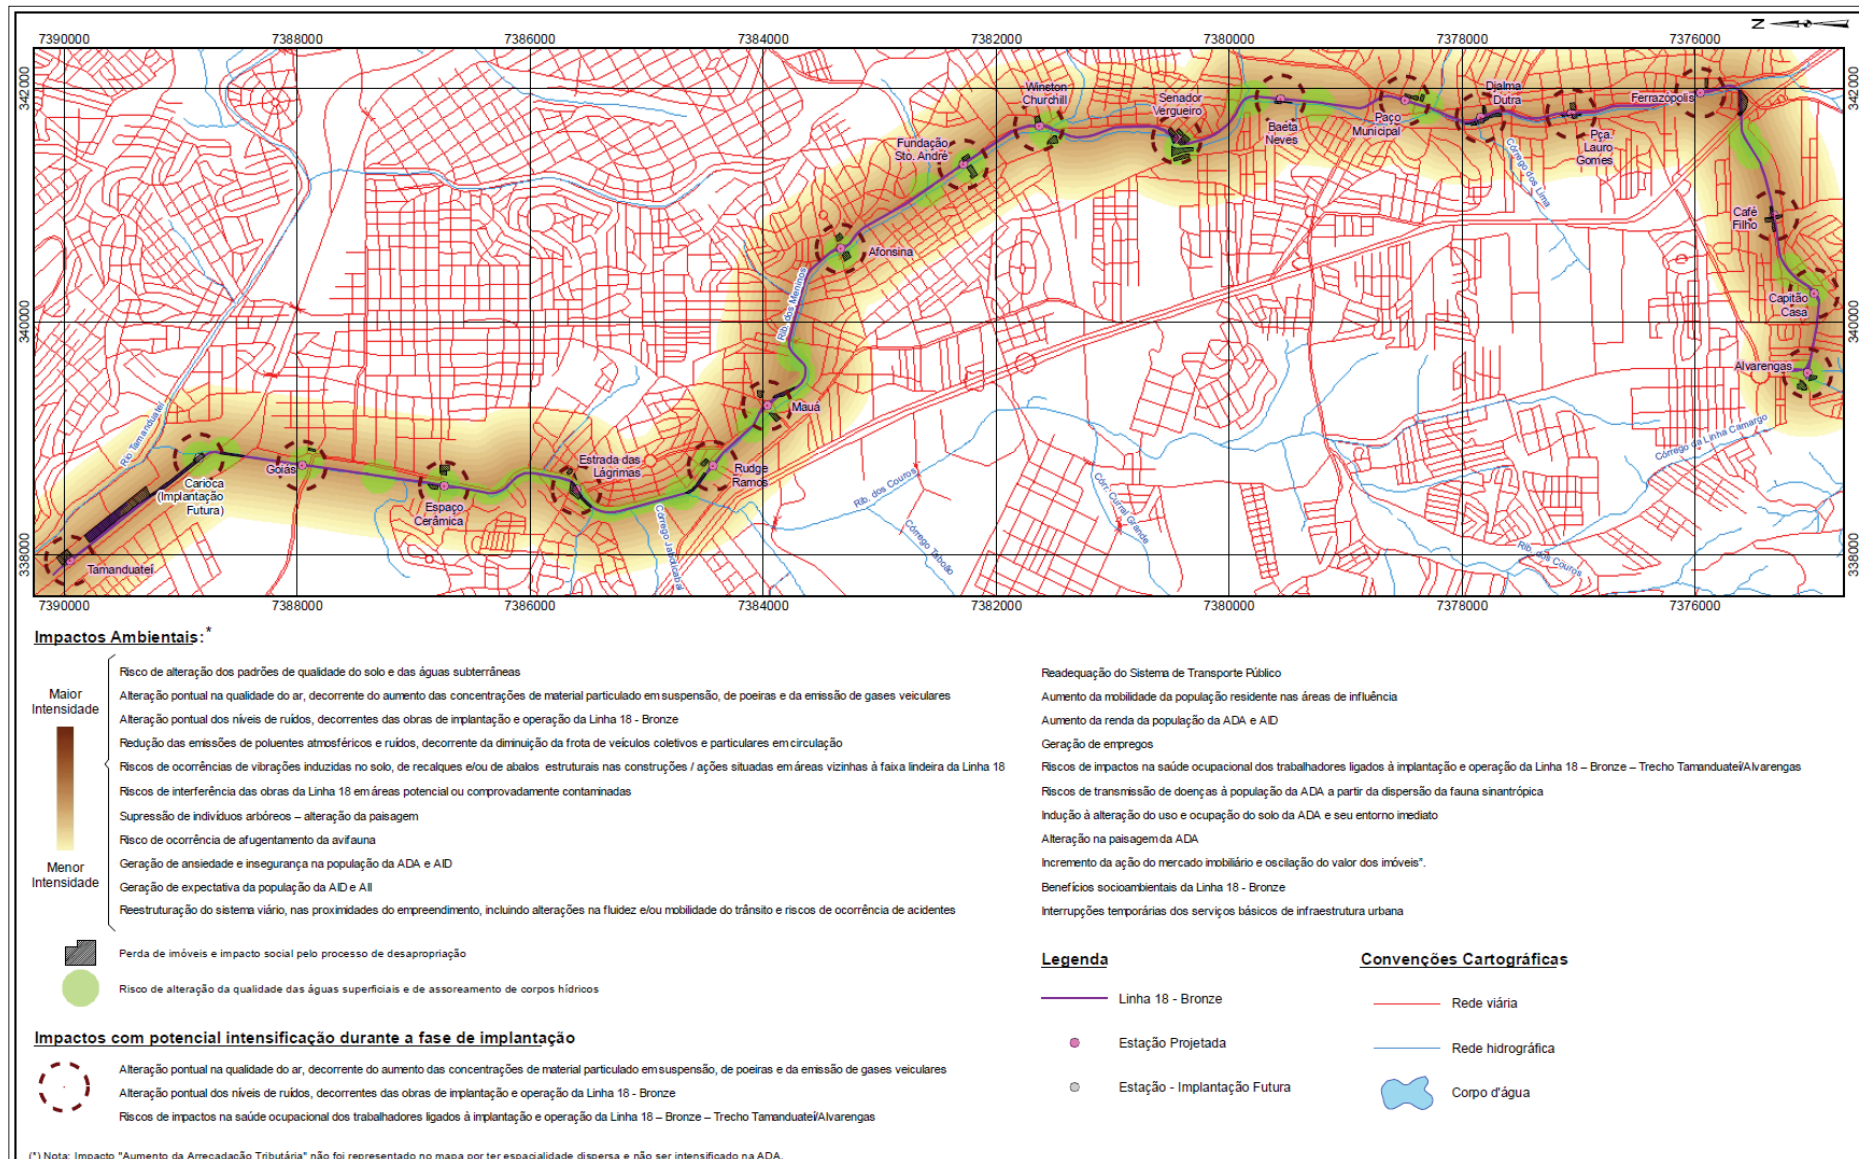 N
7390000 7388000 7386000 7384000 7382000 7380000 7378000 7376000
342000
340000
338000
342000
340000
338000
Winston
Churchill
Senador
Vergueiro
Fundação
Sto. André
Baeta
Neves
Paço
Municipal
Djalma
Dutra
Pça.
Lauro
Gomes
Ferrazópolis
Córrego dos Lima
Café
Filho
Capitão
Casa
Alvarengas
Afonsina
Rib. dos Meninos
Mauá
Rio Tamanduateí
Goiás
Carioca
(Implantação
Futura)
Tamanduateí
Espaço
Cerâmica
Estrada das
Lágrimas
Rudge
Ramos
Córrego Jaboticabal
Rib. dos Couros
Córrego Taboão
Córr. Curral Grande
Rib. dos Couros
Córrego da Linha Camargo
7390000 7388000 7386000 7384000 7382000 7380000 7378000 7376000
Impactos Ambientais:*
Maior
Intensidade
Menor
Intensidade
Risco de alteração dos padrões de qualidade do solo e das águas subterrâneas
Alteração pontual na qualidade do ar, decorrente do aumento das concentrações de material particulado em suspensão, de poeiras e da emissão de gases veiculares
Alteração pontual dos níveis de ruídos, decorrentes das obras de implantação e operação da Linha 18 - Bronze
Redução das emissões de poluentes atmosféricos e ruídos, decorrente da diminuição da frota de veículos coletivos e particulares em circulação
Riscos de ocorrências de vibrações induzidas no solo, de recalques e/ou de abalos estruturais nas construções / ações situadas em áreas vizinhas à faixa lindeira da Linha 18
Riscos de interferência das obras da Linha 18 em áreas potencial ou comprovadamente contaminadas
Supressão de indivíduos arbóreos – alteração da paisagem
Risco de ocorrência de afugentamento da avifauna
Geração de ansiedade e insegurança na população da ADA e AID
Geração de expectativa da população da AID e AII
Reestruturação do sistema viário, nas proximidades do empreendimento, incluindo alterações na fluidez e/ou mobilidade do trânsito e riscos de ocorrência de acidentes
Readequação do Sistema de Transporte Público
Aumento da mobilidade da população residente nas áreas de influência
Aumento da renda da população da ADA e AID
Geração de empregos
Riscos de impactos na saúde ocupacional dos trabalhadores ligados à implantação e operação da Linha 18 – Bronze – Trecho Tamanduateí/Alvarengas
Riscos de transmissão de doenças à população da ADA a partir da dispersão da fauna sinantrópica
Indução à alteração do uso e ocupação do solo da ADA e seu entorno imediato
Alteração na paisagem da ADA
Incremento da ação do mercado imobiliário e oscilação do valor dos imóveis".
Benefícios socioambientais da Linha 18 - Bronze
Interrupções temporárias dos serviços básicos de infraestrutura urbana
Perda de imóveis e impacto social pelo processo de desapropriação
Risco de alteração da qualidade das águas superficiais e de assoreamento de corpos hídricos
Impactos com potencial intensificação durante a fase de implantação
Alteração pontual na qualidade do ar, decorrente do aumento das concentrações de material particulado em suspensão, de poeiras e da emissão de gases veiculares
Alteração pontual dos níveis de ruídos, decorrentes das obras de implantação e operação da Linha 18 - Bronze
Riscos de impactos na saúde ocupacional dos trabalhadores ligados à implantação e operação da Linha 18 – Bronze – Trecho Tamanduateí/Alvarengas
Legenda
Linha 18 - Bronze
Estação Projetada
Estação - Implantação Futura
Convenções Cartográficas
Rede viária
Rede hidrográfica
Corpo d'água
(*) Nota: Impacto "Aumento da Arrecadação Tributária" não foi representado no mapa por ter espacialidade dispersa e não ser intensificado na ADA.